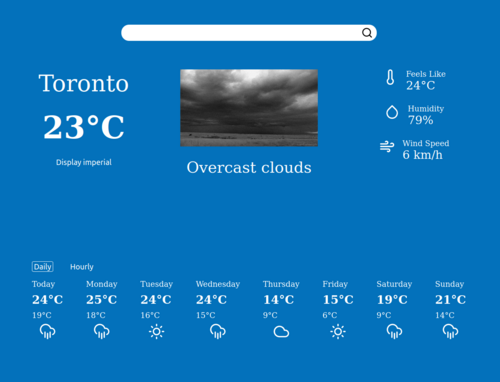 Toronto
23°C
Display imperial
Overcast clouds
Feels Like
24°C
Humidity
79%
Wind Speed
6 km/h
Daily Hourly
Today Monday Tuesday Wednesday Thursday Friday Saturday Sunday
24°C 25°C 24°C 24°C 14°C 15°C 19°C 21°C
19°C 18°C 16°C 15°C 9°C 6°C 9°C 14°C